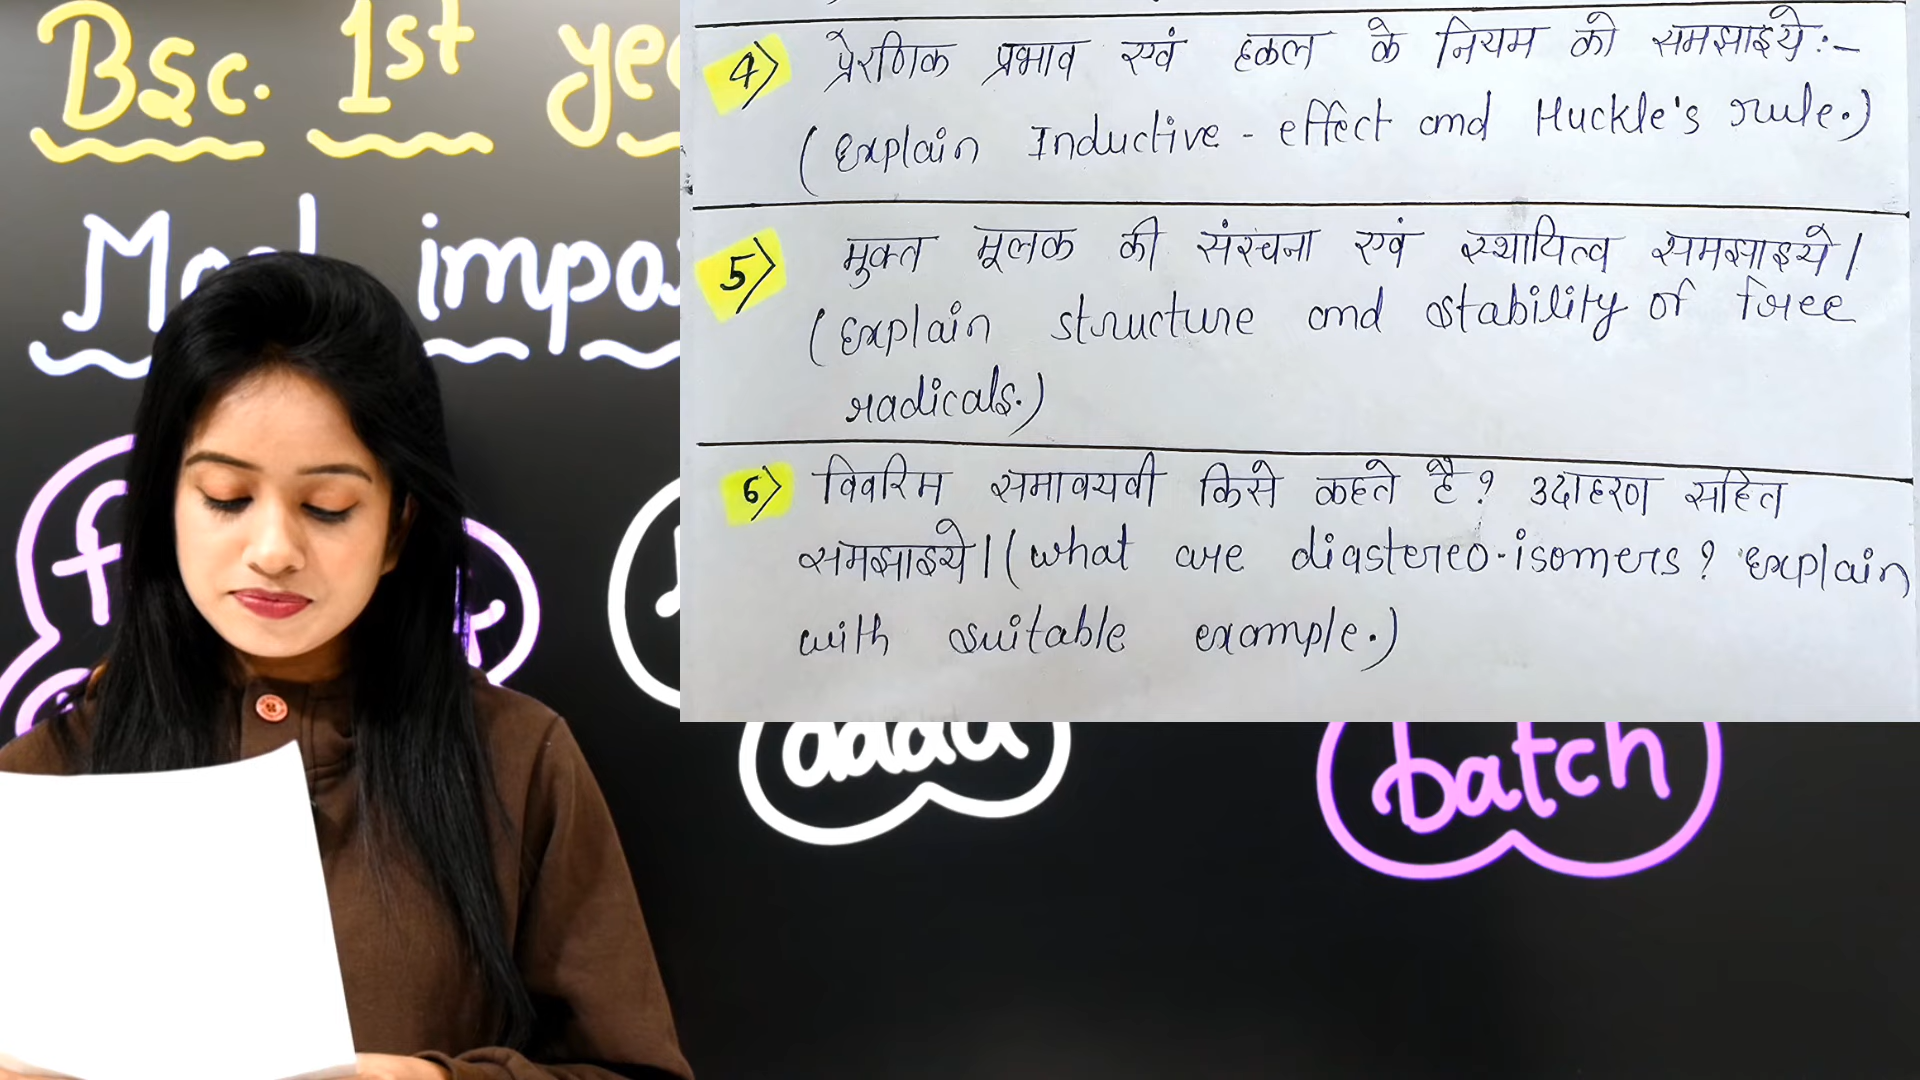 Bsc. 1st
impo
4) प्रेरणिक प्रभाव एवं हकल के नियम को समझाइये:-
(Explain Inductive - effect and Huckle's rule.)
5) मुक्त मूलक की संरचना एवं स्थायित्व समझाइये।
(Explain structure and stability of free
radicals.)
6) विवरिम समावयवी किसे कहते है? उदाहरण सहित
समझाइये। (what are diastereo-isomers? Explain
with suitable example.)
batch